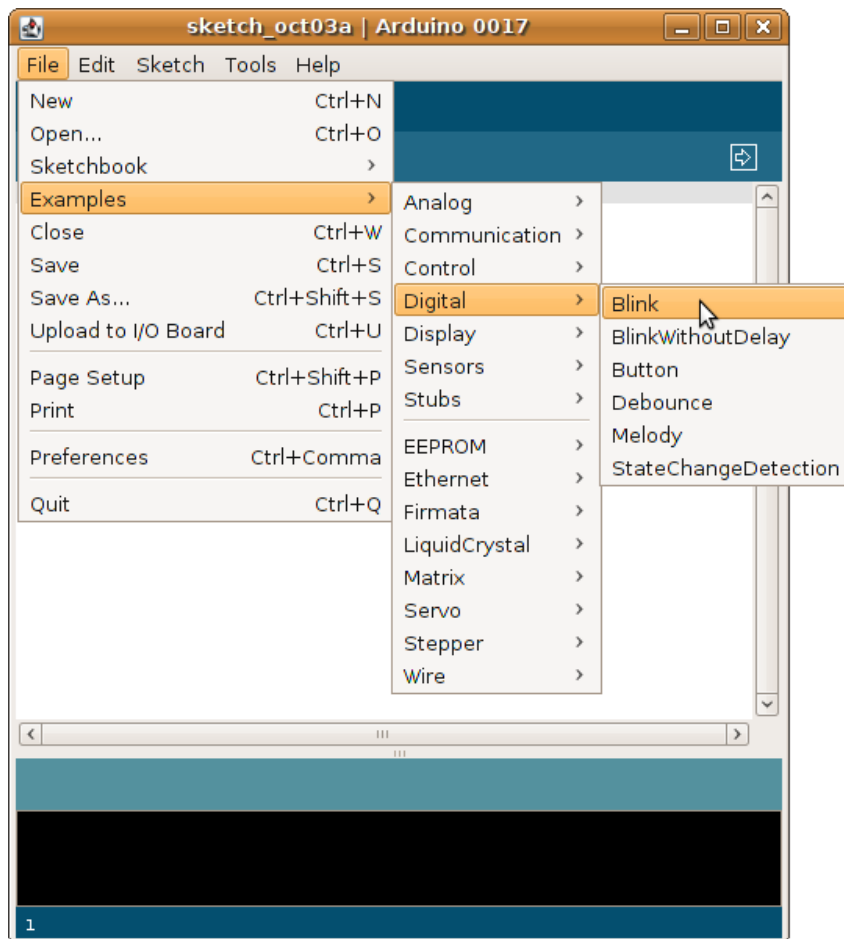 sketch_oct03a | Arduino 0017
File Edit Sketch Tools Help
New Ctrl+N
Open... Ctrl+O
Sketchbook
Examples
Close Ctrl+W
Save Ctrl+S
Save As... Ctrl+Shift+S
Upload to I/O Board Ctrl+U
Page Setup Ctrl+Shift+P
Print Ctrl+P
Preferences Ctrl+Comma
Quit Ctrl+Q
Analog
Communication
Control
Digital
Display
Sensors
Stubs
EEPROM
Ethernet
Firmata
LiquidCrystal
Matrix
Servo
Stepper
Wire
Blink
BlinkWithoutDelay
Button
Debounce
Melody
StateChangeDetection
1